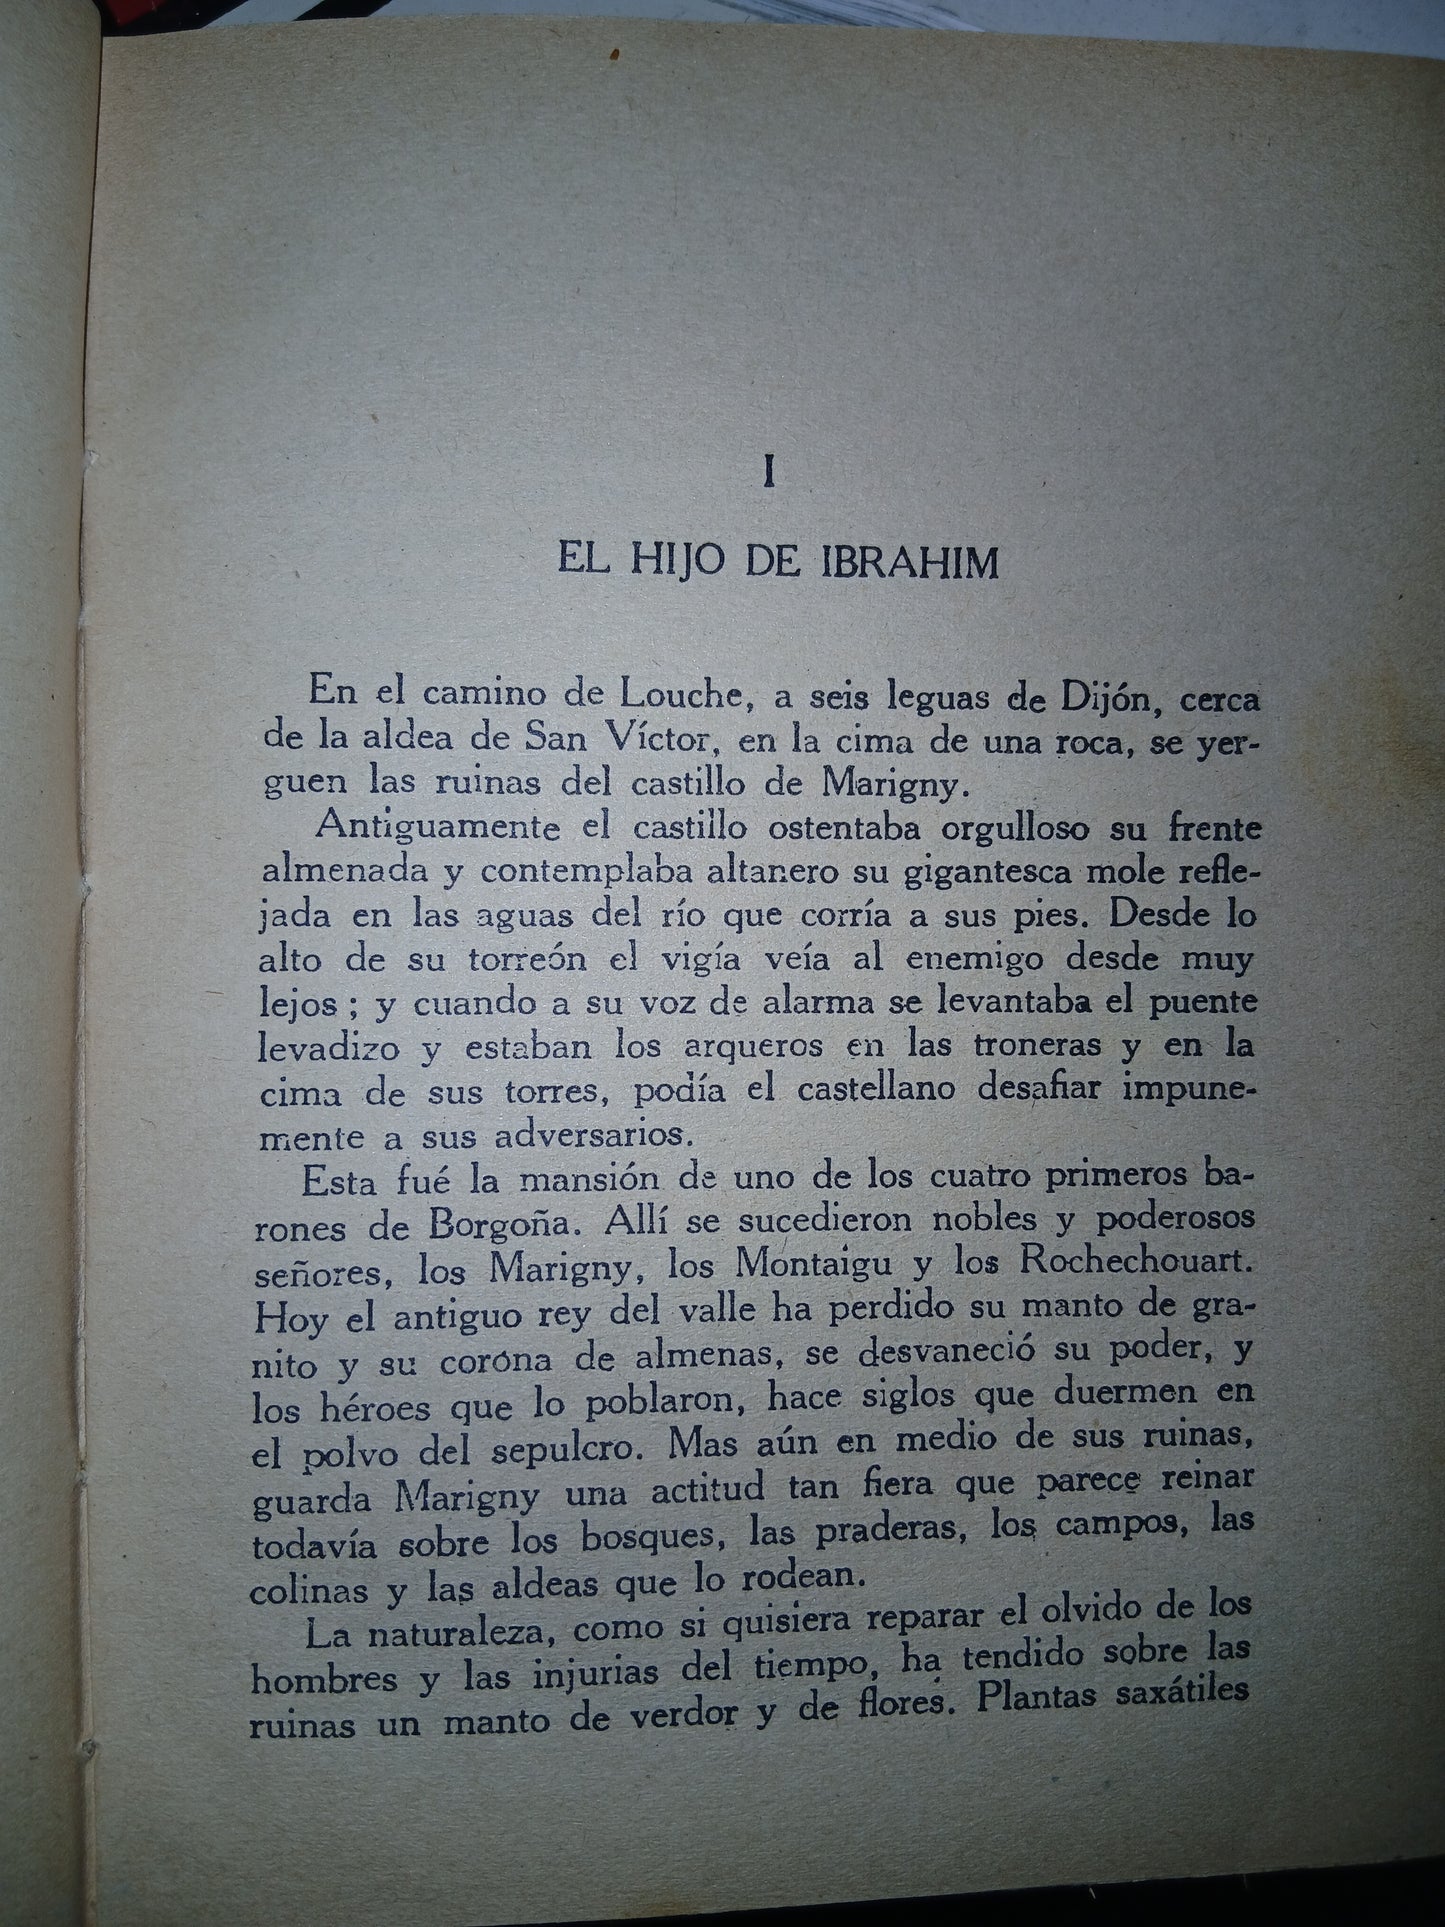 I
EL HIJO DE IBRAHIM
En el camino de Louche, a seis leguas de Dijón, cerca
de la aldea de San Víctor, en la cima de una roca, se yer-
guen las ruinas del castillo de Marigny.
Antiguamente el castillo ostentaba orgulloso su frente
almenada y contemplaba altanero su gigantesca mole refle-
jada en las aguas del río que corría a sus pies. Desde lo
alto de su torreón el vigía veía al enemigo desde muy
lejos ; y cuando a su voz de alarma se levantaba el puente
levadizo y estaban los arqueros en las troneras y en la
cima de sus torres, podía el castellano desafiar impune-
mente a sus adversarios.
Esta fué la mansión de uno de los cuatro primeros ba-
rones de Borgoña. Allí se sucedieron nobles y poderosos
señores, los Marigny, los Montaigu y los Rochechouart.
Hoy el antiguo rey del valle ha perdido su manto de gra-
nito y su corona de almenas, se desvaneció su poder, y
los héroes que lo poblaron, hace siglos que duermen en
el polvo del sepulcro. Mas aún en medio de sus ruinas,
guarda Marigny una actitud tan fiera que parece reinar
todavía sobre los bosques, las praderas, los campos, las
colinas y las aldeas que lo rodean.
La naturaleza, como si quisiera reparar el olvido de los
hombres y las injurias del tiempo, ha tendido sobre las
ruinas un manto de verdor y de flores. Plantas saxátiles